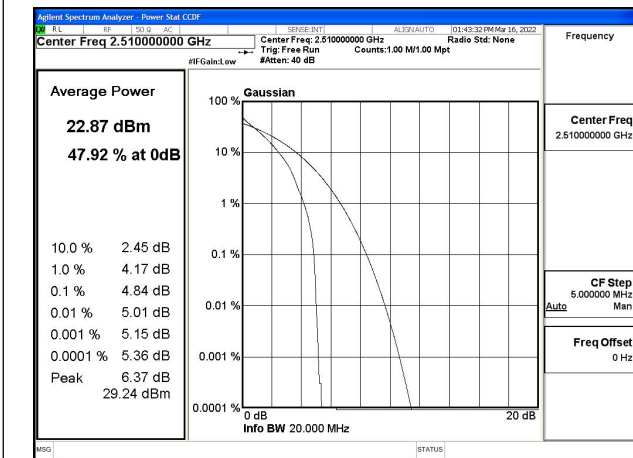 Agilent Spectrum Analyzer - Power Stat CCDF
RL RF 50 Ω AC SENSE:INT ALIGN AUTO 01:43:32 PM Mar 16, 2022
Center Freq 2.510000000 GHz
Center Freq: 2.510000000 GHz Radio Std: None
Trig: Free Run Counts:1.00 M/1.00 Mpt
#IFGain:Low #Atten: 40 dB
Frequency
Average Power
22.87 dBm
47.92 % at 0dB
10.0 % 2.45 dB
1.0 % 4.17 dB
0.1 % 4.84 dB
0.01 % 5.01 dB
0.001 % 5.15 dB
0.0001 % 5.36 dB
Peak 6.37 dB
29.24 dBm
Gaussian
100 %
10 %
1 %
0.1 %
0.01 %
0.001 %
0.0001 %
0 dB 20 dB
Info BW 20.000 MHz
Center Freq
2.510000000 GHz
CF Step
5.000000 MHz
Auto Man
Freq Offset
0 Hz
MSG STATUS